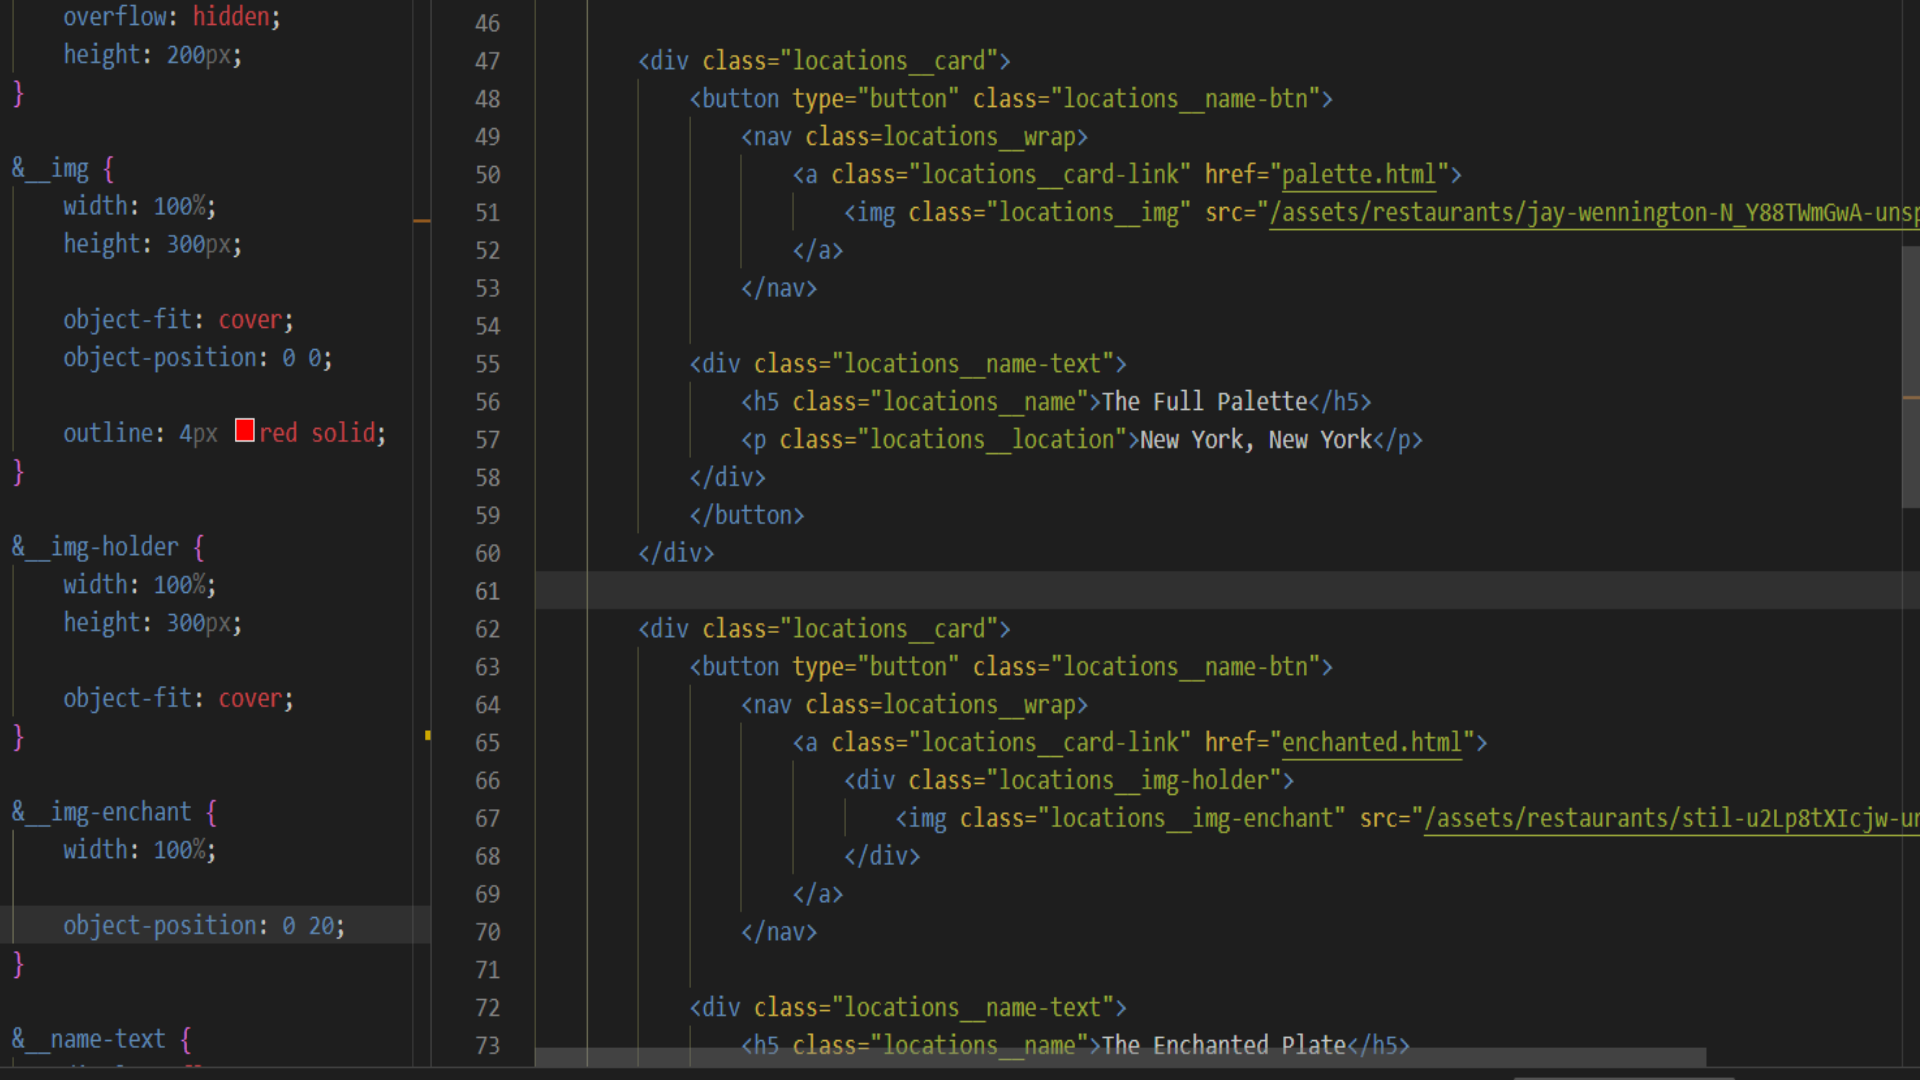 overflow: hidden;
height: 200px;
}
&__img {
width: 100%;
height: 300px;
object-fit: cover;
object-position: 0 0;
outline: 4px red solid;
}
&__img-holder {
width: 100%;
height: 300px;
object-fit: cover;
}
&__img-enchant {
width: 100%;
object-position: 0 20;
}
&__name-text {
46
47 <div class="locations__card">
48 <button type="button" class="locations__name-btn">
49 <nav class=locations__wrap>
50 <a class="locations__card-link" href="palette.html">
51 <img class="locations__img" src="/assets/restaurants/jay-wennington-N_Y88TWmGwA-unsp
52 </a>
53 </nav>
54
55 <div class="locations__name-text">
56 <h5 class="locations__name">The Full Palette</h5>
57 <p class="locations__location">New York, New York</p>
58 </div>
59 </button>
60 </div>
61
62 <div class="locations__card">
63 <button type="button" class="locations__name-btn">
64 <nav class=locations__wrap>
65 <a class="locations__card-link" href="enchanted.html">
66 <div class="locations__img-holder">
67 <img class="locations__img-enchant" src="/assets/restaurants/stil-u2Lp8tXIcjw-un
68 </div>
69 </a>
70 </nav>
71
72 <div class="locations__name-text">
73 <h5 class="locations__name">The Enchanted Plate</h5>